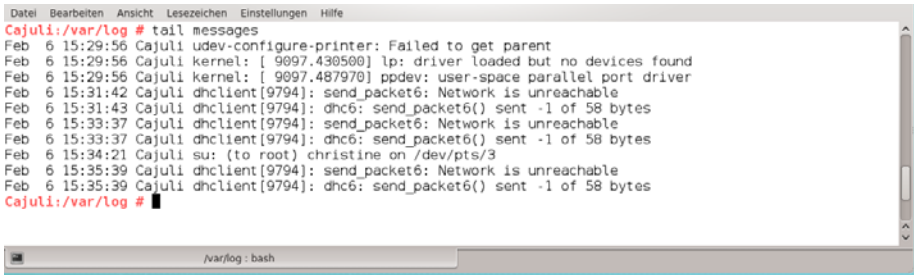 Datei Bearbeiten Ansicht Lesezeichen Einstellungen Hilfe
Cajuli:/var/log # tail messages
Feb  6 15:29:56 Cajuli udev-configure-printer: Failed to get parent
Feb  6 15:29:56 Cajuli kernel: [ 9097.430500] lp: driver loaded but no devices found
Feb  6 15:29:56 Cajuli kernel: [ 9097.487970] ppdev: user-space parallel port driver
Feb  6 15:31:42 Cajuli dhclient[9794]: send_packet6: Network is unreachable
Feb  6 15:31:43 Cajuli dhclient[9794]: dhc6: send_packet6() sent -1 of 58 bytes
Feb  6 15:33:37 Cajuli dhclient[9794]: send_packet6: Network is unreachable
Feb  6 15:33:37 Cajuli dhclient[9794]: dhc6: send_packet6() sent -1 of 58 bytes
Feb  6 15:34:21 Cajuli su: (to root) christine on /dev/pts/3
Feb  6 15:35:39 Cajuli dhclient[9794]: send_packet6: Network is unreachable
Feb  6 15:35:39 Cajuli dhclient[9794]: dhc6: send_packet6() sent -1 of 58 bytes
Cajuli:/var/log #
/var/log : bash